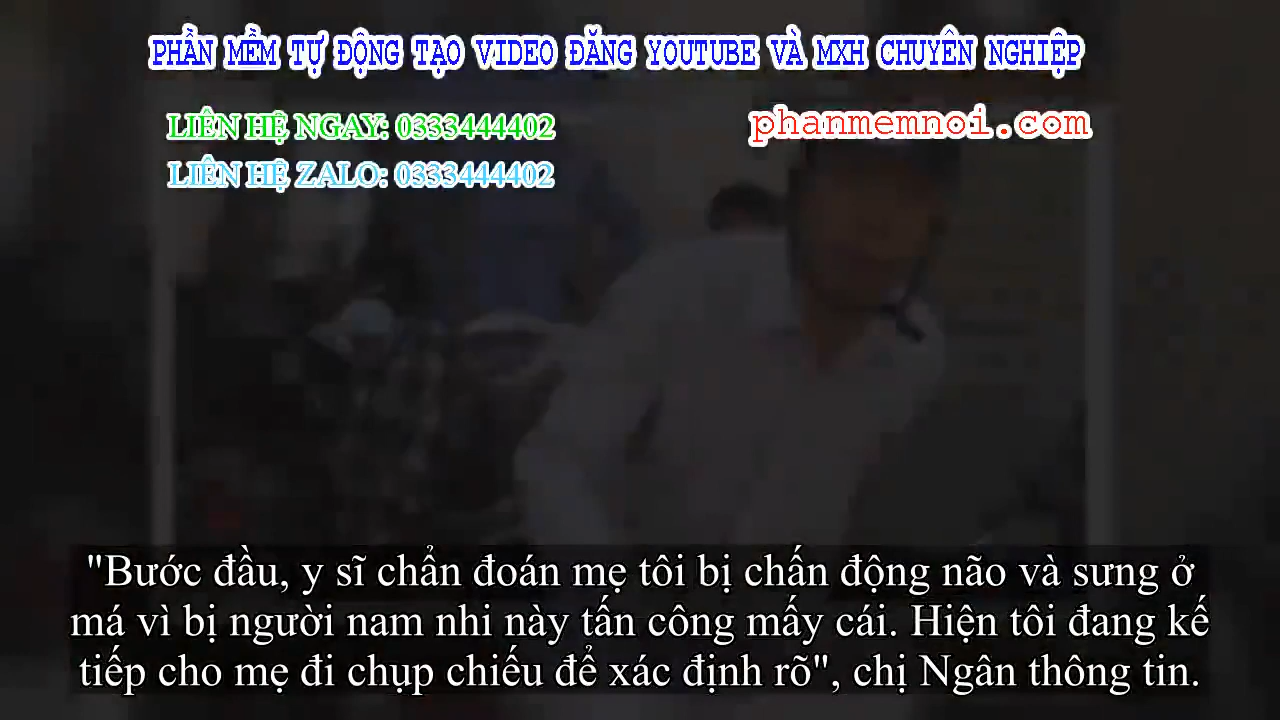 PHẦN MỀM TỰ ĐỘNG TẠO VIDEO ĐĂNG YOUTUBE VÀ MXH CHUYÊN NGHIỆP
LIÊN HỆ NGAY: 0333444402
phanmemnoi.com
LIÊN HỆ ZALO: 0333444402
"Bước đầu, y sĩ chẩn đoán mẹ tôi bị chấn động não và sưng ở
má vì bị người nam nhi này tấn công mấy cái. Hiện tôi đang kế
tiếp cho mẹ đi chụp chiếu để xác định rõ", chị Ngân thông tin.